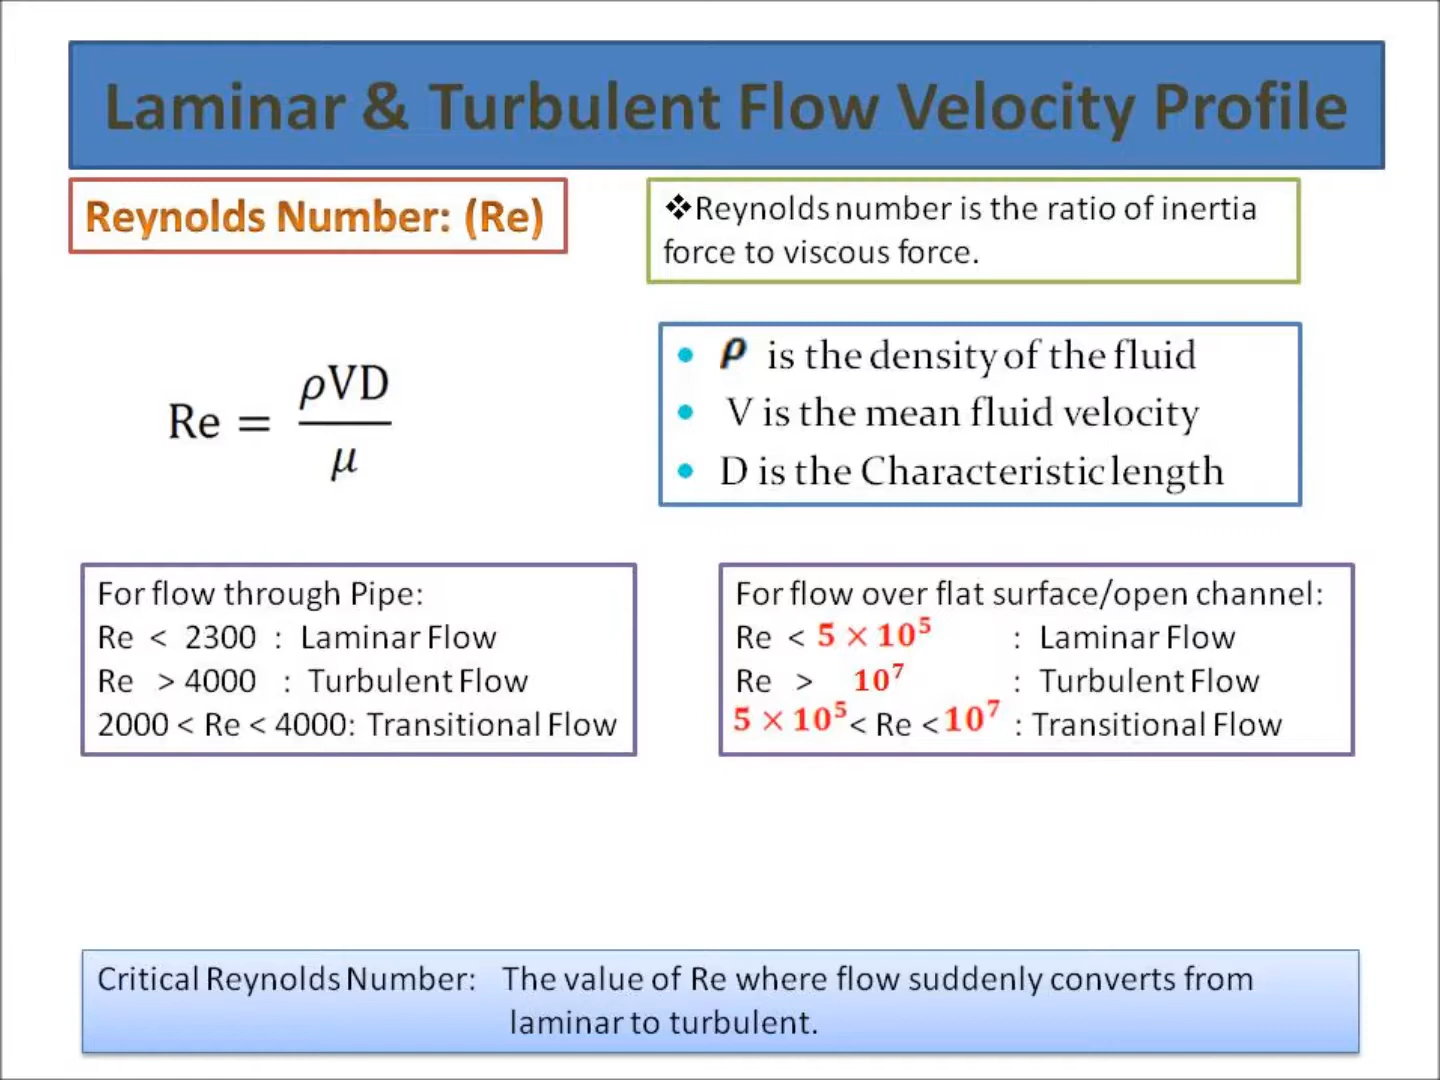 Laminar & Turbulent Flow Velocity Profile
Reynolds Number: (Re)
❖Reynolds number is the ratio of inertia
force to viscous force.
Re = ρVD / μ
• ρ is the density of the fluid
• V is the mean fluid velocity
• D is the Characteristic length
For flow through Pipe:
Re < 2300 : Laminar Flow
Re > 4000 : Turbulent Flow
2000 < Re < 4000: Transitional Flow
For flow over flat surface/open channel:
Re < 5 × 10⁵ : Laminar Flow
Re > 10⁷ : Turbulent Flow
5 × 10⁵ < Re < 10⁷ : Transitional Flow
Critical Reynolds Number: The value of Re where flow suddenly converts from
laminar to turbulent.